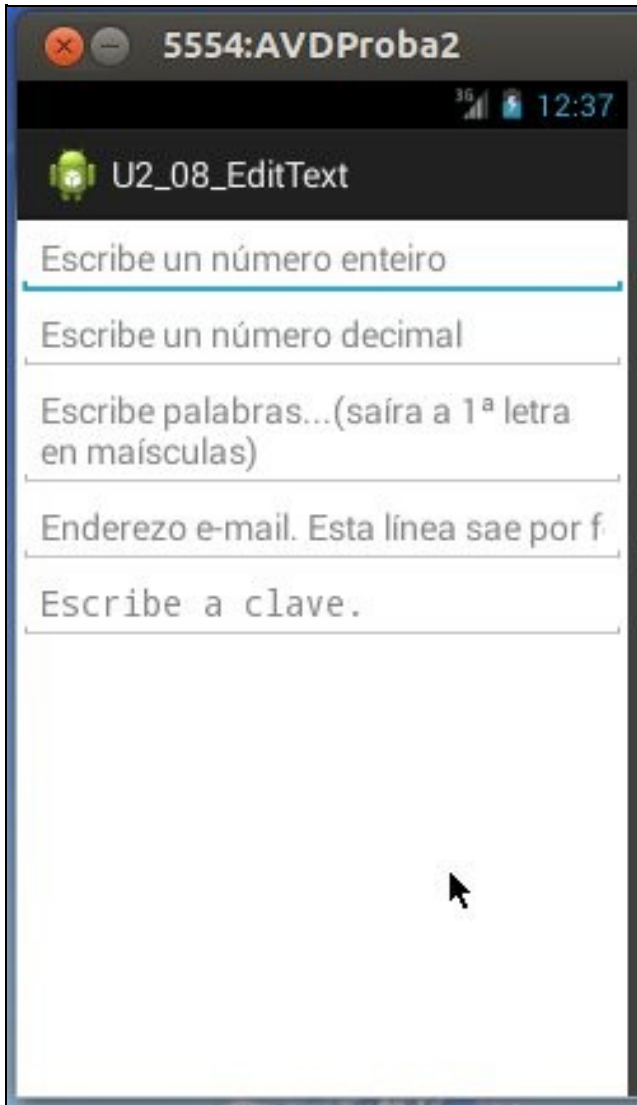 5554:AVDProba2
3G
12:37
U2_08_EditText
Escribe un número enteiro
Escribe un número decimal
Escribe palabras...(saíra a 1ª letra
en maísculas)
Enderezo e-mail. Esta línea sae por f
Escribe a clave.